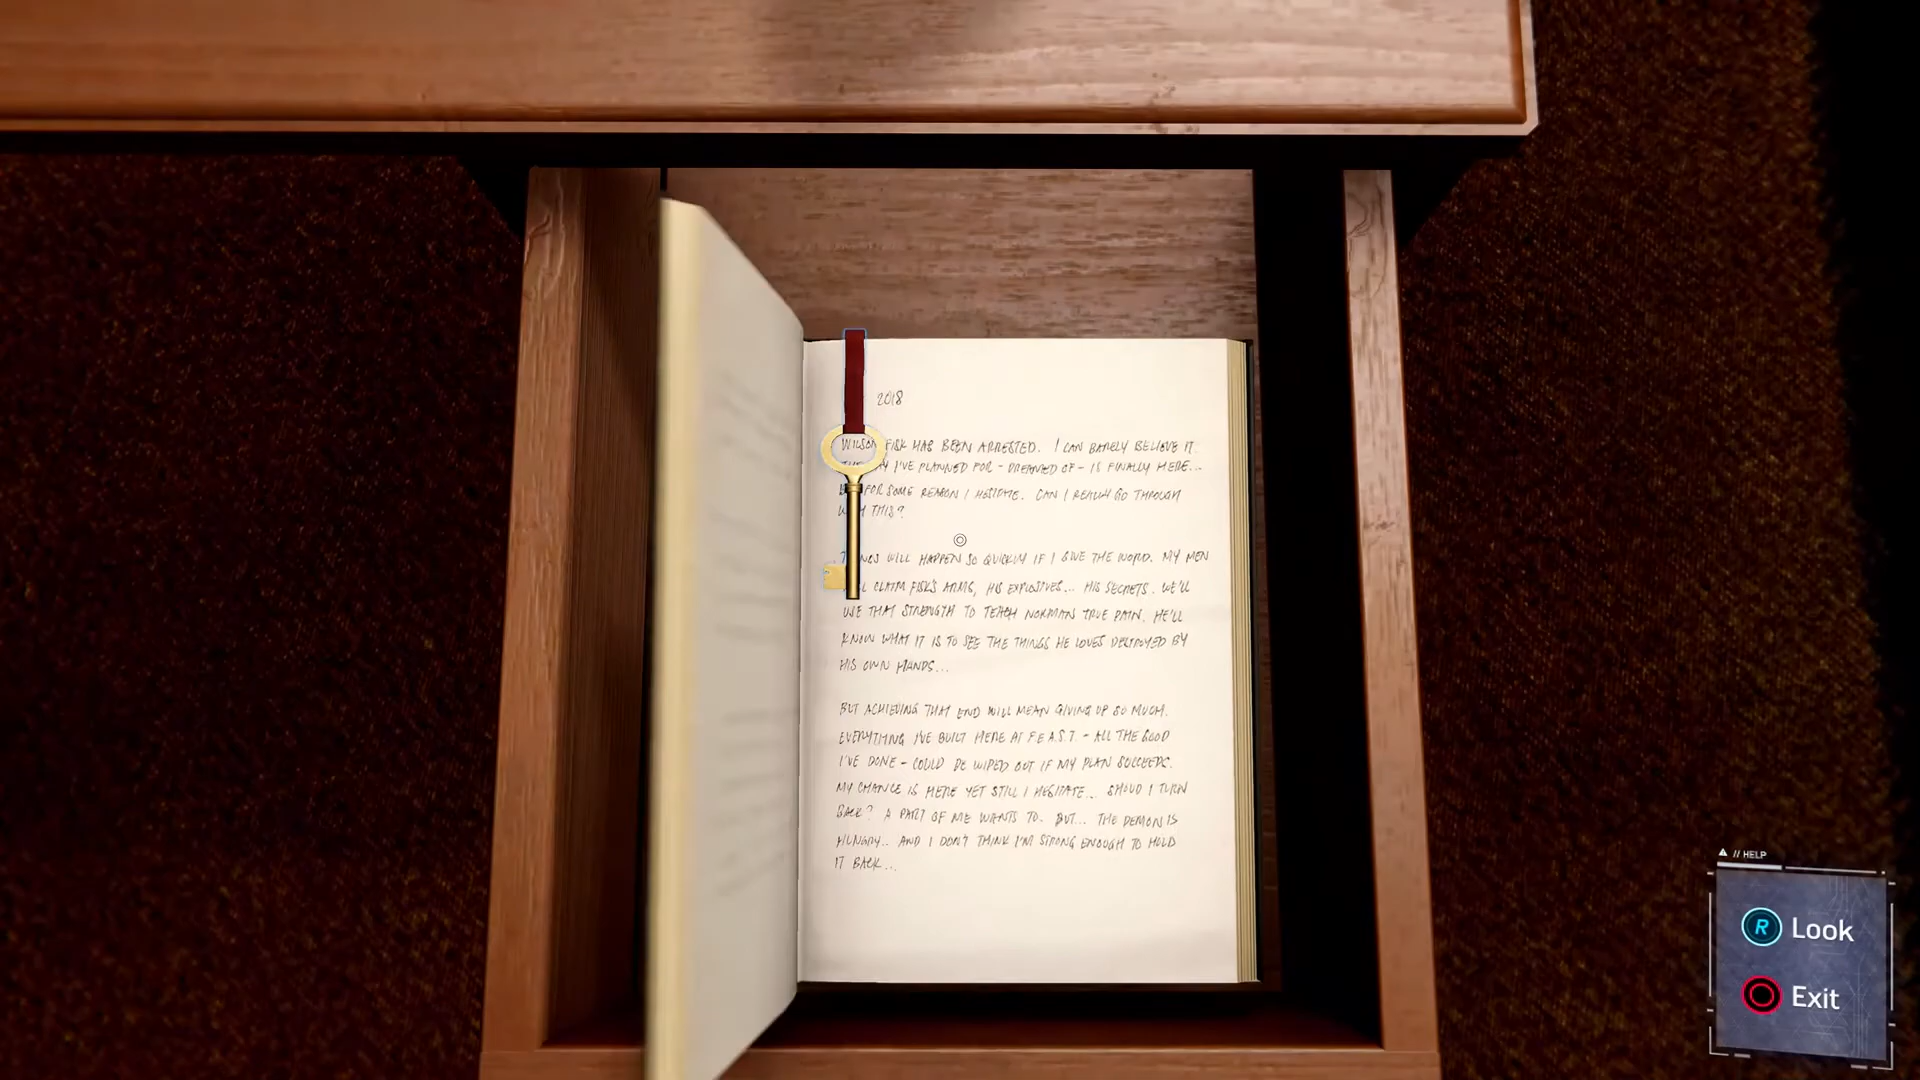 2018
WILSON FISK HAS BEEN ARRESTED. I CAN BARELY BELIEVE IT.
I'VE PLANNED FOR - DREAMED OF - IS FINALLY HERE...
FOR SOME REASON I HESITATE. CAN I REALLY GO THROUGH
THIS?
WILL HAPPEN SO QUICKLY IF I GIVE THE WORD. MY MEN
CLAIM FISK'S ARMS, HIS EXPLOSIVES... HIS SECRETS. WE'LL
USE THAT STRENGTH TO TEACH NORMAN TRUE PAIN. HE'LL
KNOW WHAT IT IS TO SEE THE THINGS HE LOVES DESTROYED BY
HIS OWN HANDS...
BUT ACHIEVING THAT END WILL MEAN GIVING UP SO MUCH.
EVERYTHING I'VE BUILT HERE AT F.E.A.S.T. - ALL THE GOOD
I'VE DONE - COULD BE WIPED OUT IF MY PLAN SUCCEEDS.
MY CHANCE IS HERE YET STILL I HESITATE... SHOULD I TURN
BACK? A PART OF ME WANTS TO. BUT... THE DEMON IS
HUNGRY... AND I DON'T THINK I'M STRONG ENOUGH TO HOLD
IT BACK...
// HELP
R Look
Exit